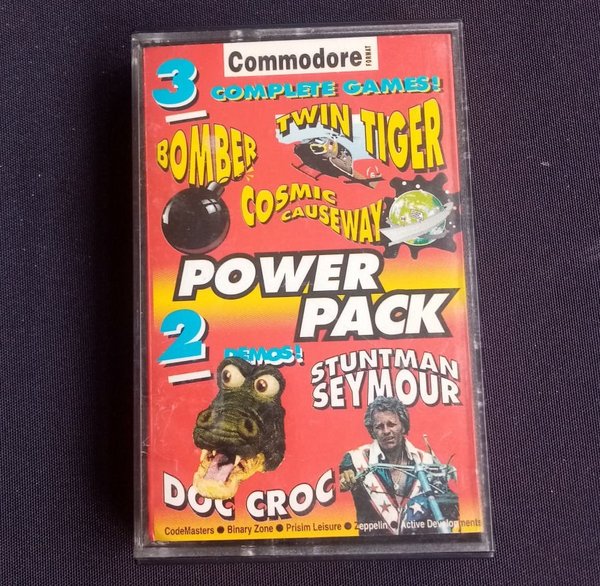 Commodore FORMAT
3 COMPLETE GAMES!
BOMBER
TWIN TIGER
COSMIC CAUSEWAY
POWER PACK
2 DEMOS!
STUNTMAN SEYMOUR
DOC CROC
CodeMasters ● Binary Zone ● Prisim Leisure ● Zeppelin ● Active Developments